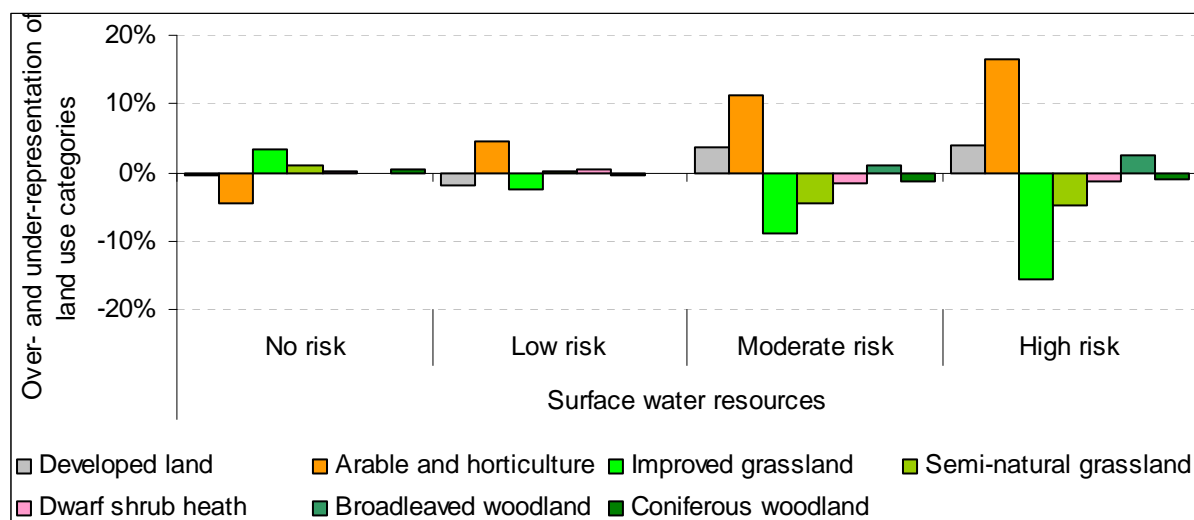 Over- and under-representation of
land use categories
20%
10%
0%
-10%
-20%
No risk Low risk Moderate risk High risk
Surface water resources
Developed land Arable and horticulture Improved grassland Semi-natural grassland
Dwarf shrub heath Broadleaved woodland Coniferous woodland